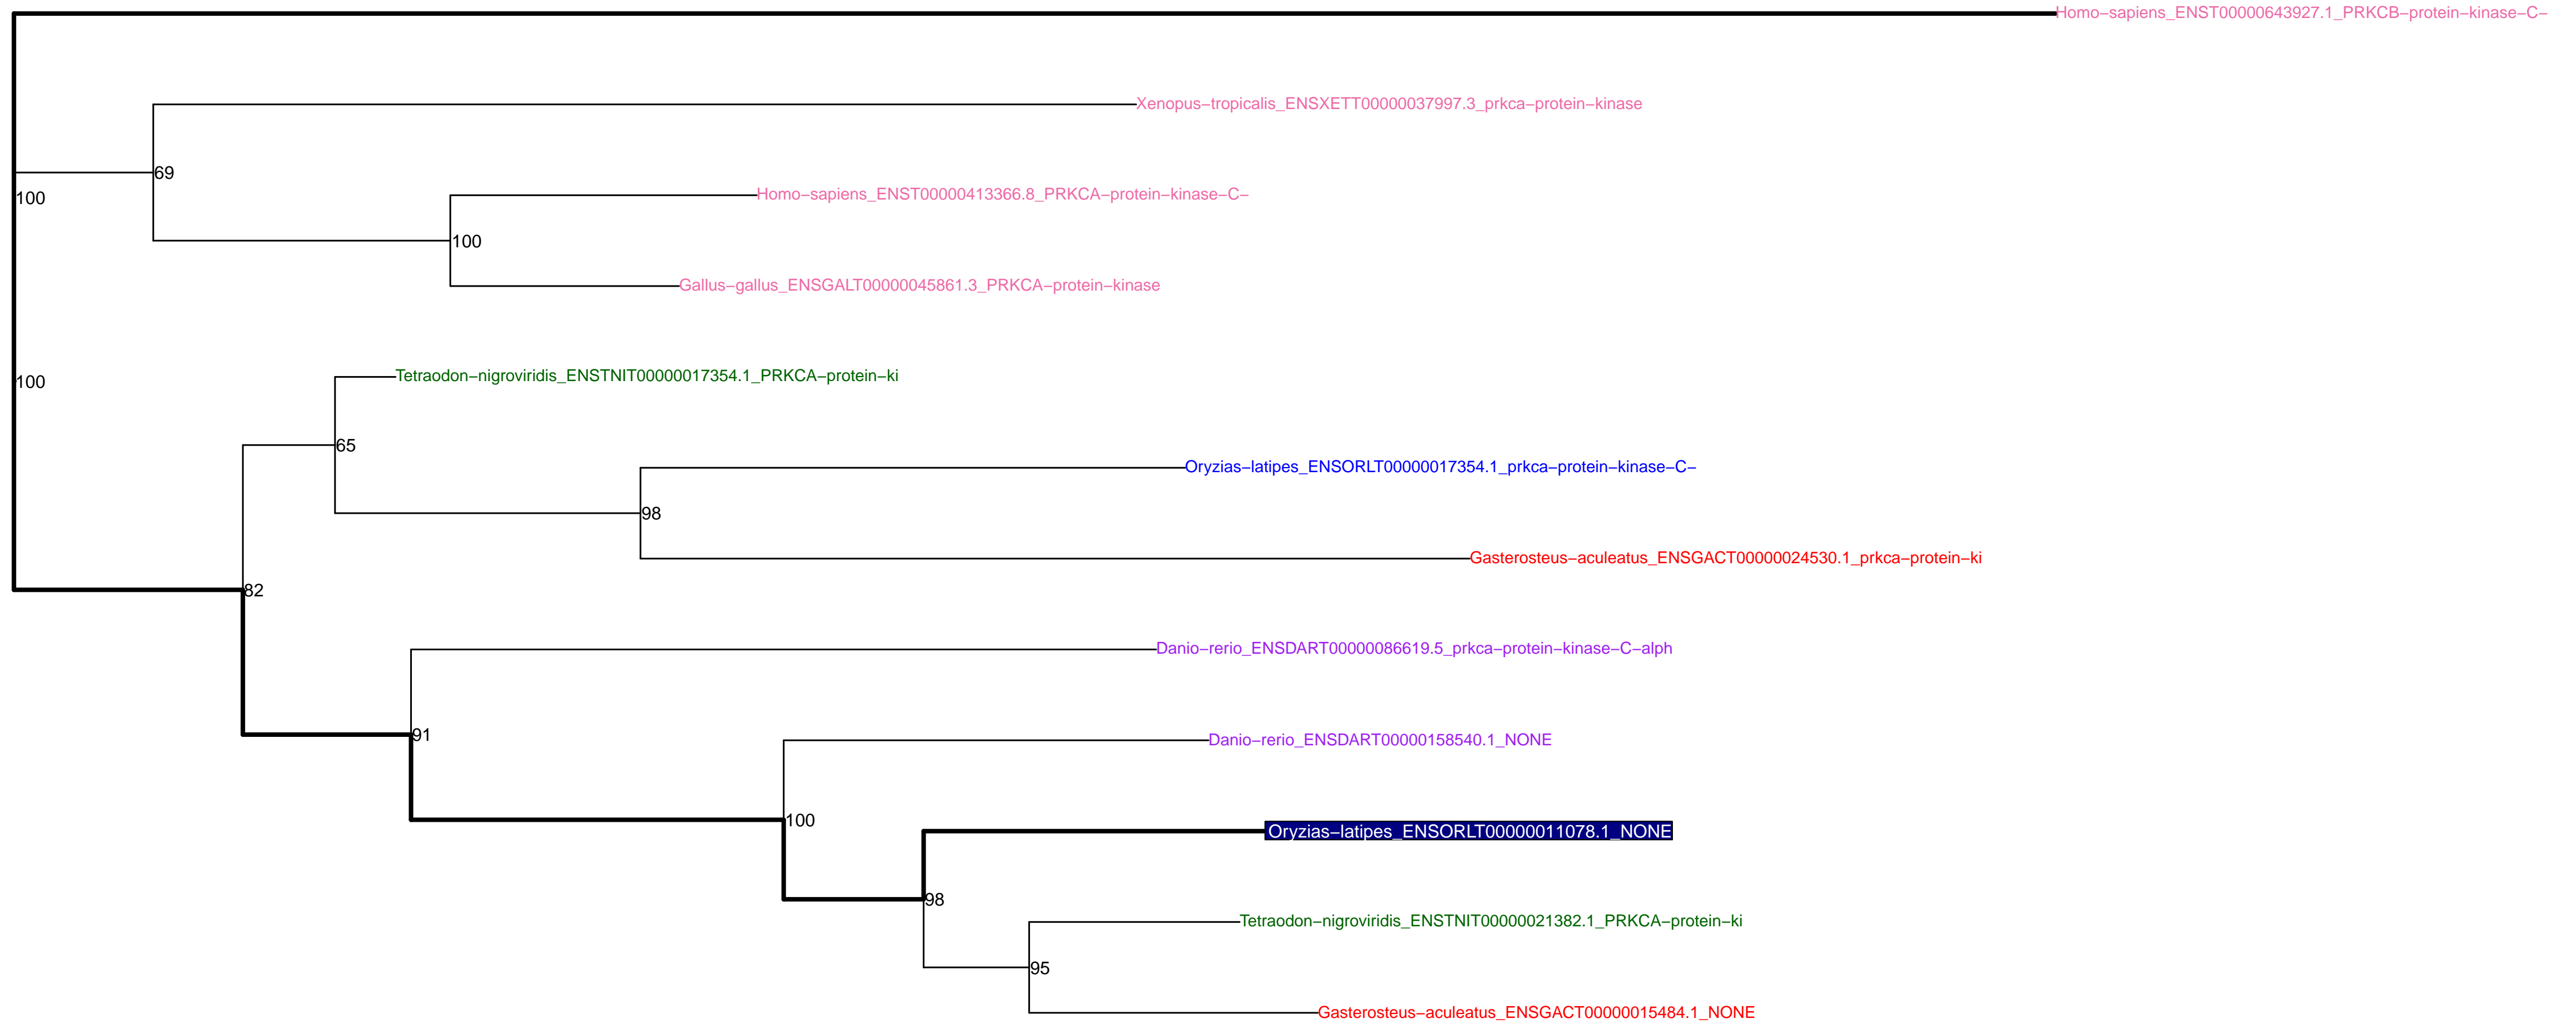 Homo−sapiens_ENST00000643927.1_PRKCB−protein−kinase−C−
Xenopus−tropicalis_ENSXETT00000037997.3_prkca−protein−kinase
69
Homo−sapiens_ENST00000413366.8_PRKCA−protein−kinase−C−
100
100
Gallus−gallus_ENSGALT00000045861.3_PRKCA−protein−kinase
Tetraodon−nigroviridis_ENSTNIT00000017354.1_PRKCA−protein−ki
100
65
Oryzias−latipes_ENSORLT00000017354.1_prkca−protein−kinase−C−
98
Gasterosteus−aculeatus_ENSGACT00000024530.1_prkca−protein−ki
82
Danio−rerio_ENSDART00000086619.5_prkca−protein−kinase−C−alph
91
Danio−rerio_ENSDART00000158540.1_NONE
100
Oryzias−latipes_ENSORLT00000011078.1_NONE
98
Tetraodon−nigroviridis_ENSTNIT00000021382.1_PRKCA−protein−ki
95
Gasterosteus−aculeatus_ENSGACT00000015484.1_NONE